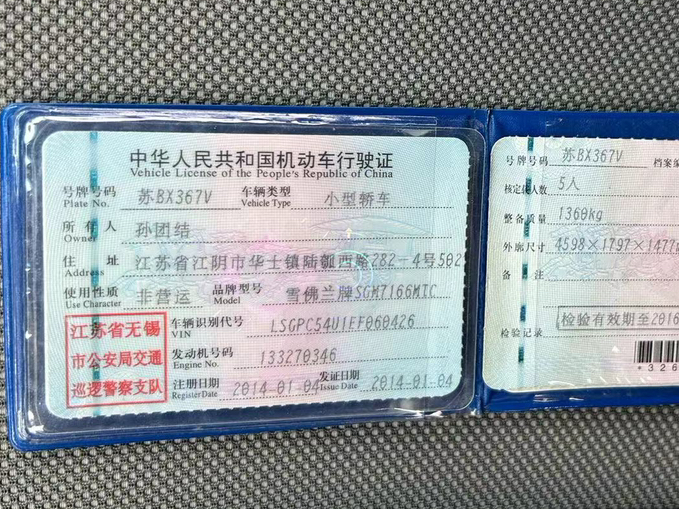 中华人民共和国机动车行驶证
Vehicle License of the People's Republic of China
号牌号码 苏BX367V 车辆类型 小型轿车
Plate No. Vehicle Type
所有人 孙团结
Owner
住址 江苏省江阴市华士镇陆瓠西路282-4号502
Address
使用性质 非营运 品牌型号 雪佛兰牌SGM7166MTC
Use Character Model
江苏省无锡
市公安局交通
巡逻警察支队
车辆识别代号 LSGPC54U1EF060426
VIN
发动机号码 133270346
Engine No.
注册日期 2014-01-04 发证日期 2014-01-04
Register Date Issue Date
号牌号码 苏BX367V 档案编
核定载人数 5人
整备质量 1360kg
外廓尺寸 4598×1797×1477
备注
检验记录 检验有效期至2016
*326